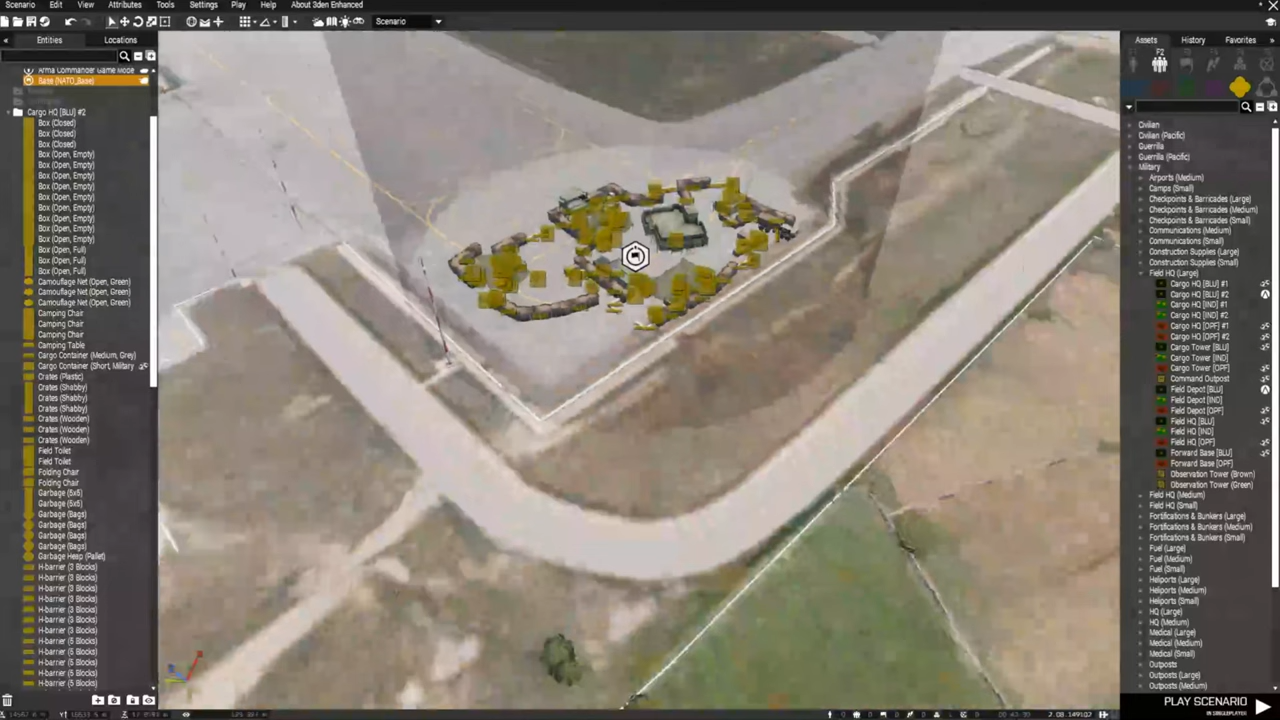 Scenario Edit View Attributes Tools Settings Play Help About 3den Enhanced
Scenario
Entities Locations
Assets History Favorites
F2
Arma Commander Game Mode
Base (NATO_Base)
Cargo HQ [BLU] #2
Box (Closed)
Box (Closed)
Box (Closed)
Box (Open, Empty)
Box (Open, Empty)
Box (Open, Empty)
Box (Open, Empty)
Box (Open, Empty)
Box (Open, Empty)
Box (Open, Empty)
Box (Open, Empty)
Box (Open, Empty)
Box (Open, Full)
Box (Open, Full)
Box (Open, Full)
Camouflage Net (Open, Green)
Camouflage Net (Open, Green)
Camouflage Net (Open, Green)
Camping Chair
Camping Chair
Camping Chair
Camping Table
Cargo Container (Medium, Grey)
Cargo Container (Short, Military
Crates (Plastic)
Crates (Shabby)
Crates (Shabby)
Crates (Shabby)
Crates (Wooden)
Crates (Wooden)
Crates (Wooden)
Field Toilet
Field Toilet
Folding Chair
Folding Chair
Garbage (5x5)
Garbage (5x5)
Garbage (Bags)
Garbage (Bags)
Garbage (Bags)
Garbage (Bags)
Garbage Heap (Pallet)
H-barrier (3 Blocks)
H-barrier (3 Blocks)
H-barrier (3 Blocks)
H-barrier (3 Blocks)
H-barrier (3 Blocks)
H-barrier (3 Blocks)
H-barrier (5 Blocks)
H-barrier (5 Blocks)
H-barrier (5 Blocks)
H-barrier (5 Blocks)
H-barrier (5 Blocks)
H-barrier (5 Blocks)
Civilian
Civilian (Pacific)
Guerrilla
Guerrilla (Pacific)
Military
Airports (Medium)
Camps (Small)
Checkpoints & Barricades (Large)
Checkpoints & Barricades (Medium)
Checkpoints & Barricades (Small)
Communications (Medium)
Communications (Small)
Construction Supplies (Large)
Construction Supplies (Small)
Field HQ (Large)
Cargo HQ [BLU] #1
Cargo HQ [BLU] #2
Cargo HQ [IND] #1
Cargo HQ [IND] #2
Cargo HQ [OPF] #1
Cargo HQ [OPF] #2
Cargo Tower [BLU]
Cargo Tower [IND]
Cargo Tower [OPF]
Command Outpost
Field Depot [BLU]
Field Depot [IND]
Field Depot [OPF]
Field HQ [BLU]
Field HQ [IND]
Field HQ [OPF]
Forward Base [BLU]
Forward Base [OPF]
Observation Tower (Brown)
Observation Tower (Green)
Field HQ (Medium)
Field HQ (Small)
Fortifications & Bunkers (Large)
Fortifications & Bunkers (Medium)
Fortifications & Bunkers (Small)
Fuel (Large)
Fuel (Medium)
Fuel (Small)
Heliports (Large)
Heliports (Medium)
Heliports (Small)
HQ (Large)
HQ (Medium)
Medical (Large)
Medical (Small)
Outposts
Outposts (Large)
Outposts (Medium)
PLAY SCENARIO
IN SINGLEPLAYER
2.08.149102